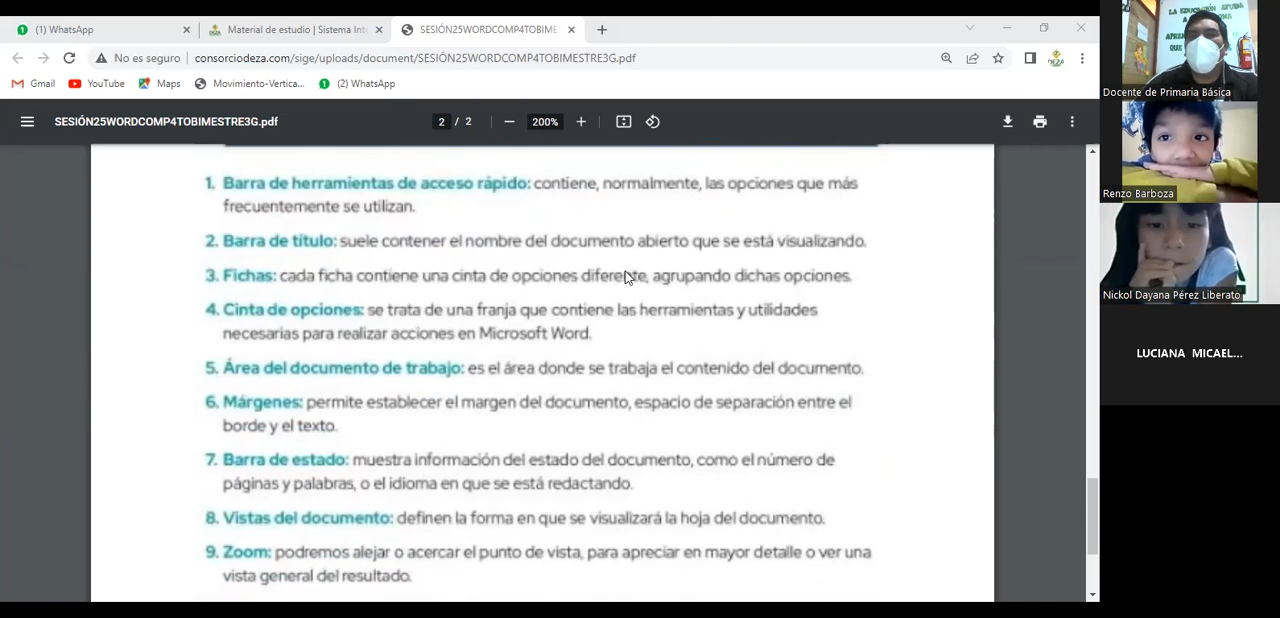 (1) WhatsApp
Material de estudio | Sistema Int
SESIÓN25WORDCOMP4TOBIMES
No es seguro
consorciodeza.com/sige/uploads/document/SESIÓN25WORDCOMP4TOBIMESTRE3G.pdf
DEZA
Gmail
YouTube
Maps
Movimiento-Vertica...
(2) WhatsApp
SESIÓN25WORDCOMP4TOBIMESTRE3G.pdf
2 / 2
200%
1. Barra de herramientas de acceso rápido: contiene, normalmente, las opciones que más
frecuentemente se utilizan.
2. Barra de título: suele contener el nombre del documento abierto que se está visualizando.
3. Fichas: cada ficha contiene una cinta de opciones diferente, agrupando dichas opciones.
4. Cinta de opciones: se trata de una franja que contiene las herramientas y utilidades
necesarias para realizar acciones en Microsoft Word.
5. Área del documento de trabajo: es el área donde se trabaja el contenido del documento.
6. Márgenes: permite establecer el margen del documento, espacio de separación entre el
borde y el texto.
7. Barra de estado: muestra información del estado del documento, como el número de
páginas y palabras, o el idioma en que se está redactando.
8. Vistas del documento: definen la forma en que se visualizará la hoja del documento.
9. Zoom: podremos alejar o acercar el punto de vista, para apreciar en mayor detalle o ver una
vista general del resultado.
LA EDUCACIÓN AYUDA
A
QUE
Docente de Primaria Básica
Renzo Barboza
Nickol Dayana Pérez Liberato
LUCIANA MICAEL...